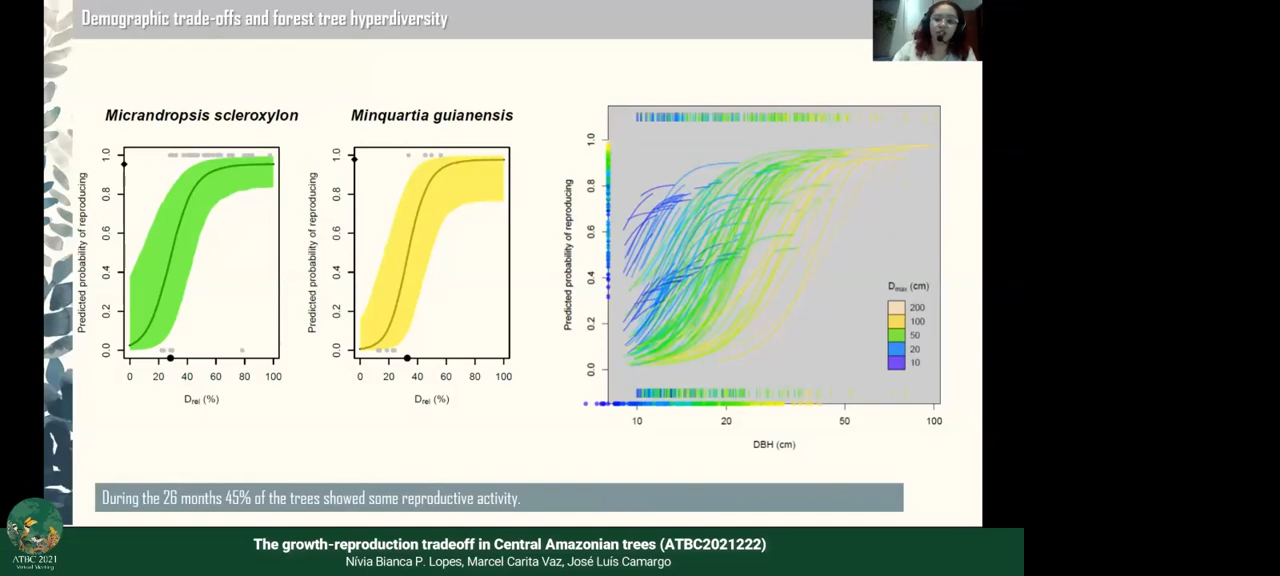 Demographic trade-offs and forest tree hyperdiversity
Micrandropsis scleroxylon
Predicted probability of reproducing
1.0
0.8
0.6
0.4
0.2
0.0
0 20 40 60 80 100
Drel (%)
Minquartia guianensis
Predicted probability of reproducing
1.0
0.8
0.6
0.4
0.2
0.0
0 20 40 60 80 100
Drel (%)
Predicted probability of reproducing
1.0
0.8
0.6
0.4
0.2
0.0
Dmax (cm)
200
100
50
20
10
10 20 50 100
DBH (cm)
During the 26 months 45% of the trees showed some reproductive activity.
ATBC 2021
Virtual Meeting
The growth-reproduction tradeoff in Central Amazonian trees (ATBC2021222)
Nívia Bianca P. Lopes, Marcel Carita Vaz, José Luís Camargo